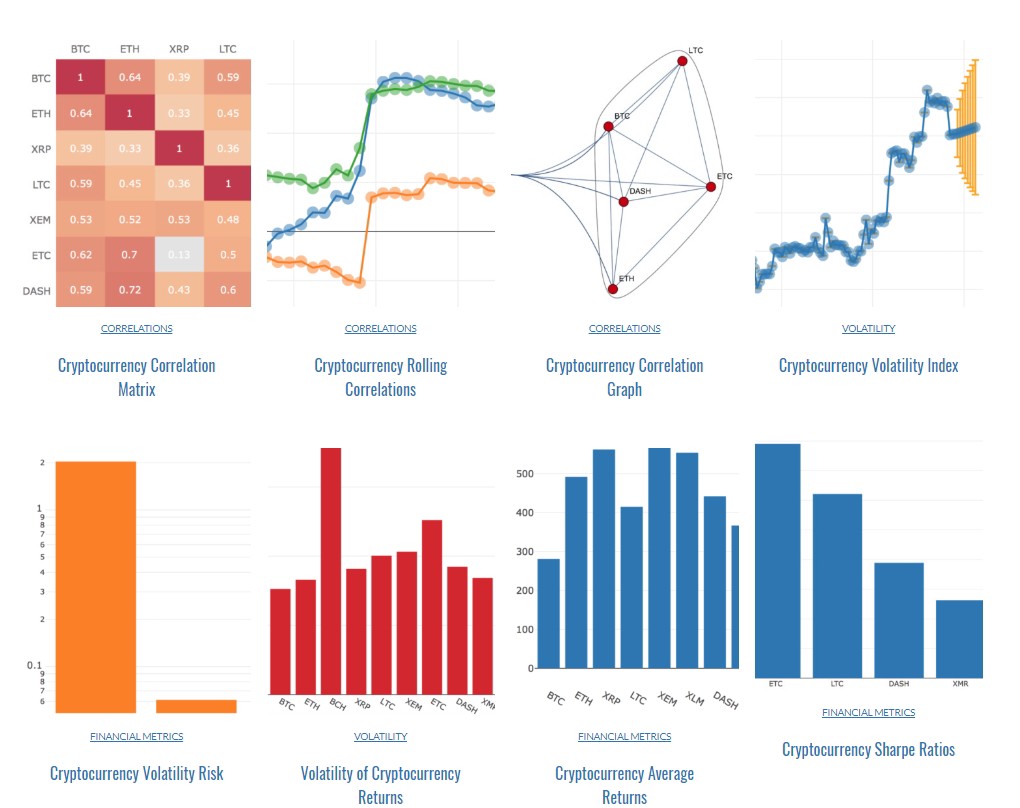 BTC ETH XRP LTC
BTC 1 0.64 0.39 0.59
ETH 0.64 1 0.33 0.45
XRP 0.39 0.33 1 0.36
LTC 0.59 0.45 0.36 1
XEM 0.53 0.52 0.53 0.48
ETC 0.62 0.7 0.13 0.5
DASH 0.59 0.72 0.43 0.6
LTC
BTC
ETC
DASH
ETH
CORRELATIONS
Cryptocurrency Correlation
Matrix
CORRELATIONS
Cryptocurrency Rolling
Correlations
CORRELATIONS
Cryptocurrency Correlation
Graph
VOLATILITY
Cryptocurrency Volatility Index
2
1
9
8
7
6
5
4
3
2
0.1
9
8
7
6
FINANCIAL METRICS
Cryptocurrency Volatility Risk
BTC ETH BCH XRP LTC XEM ETC DASH XM
VOLATILITY
Volatility of Cryptocurrency
Returns
500
400
300
200
100
0
BTC ETH XRP LTC XEM XLM DASH
FINANCIAL METRICS
Cryptocurrency Average
Returns
ETC LTC DASH XMR
FINANCIAL METRICS
Cryptocurrency Sharpe Ratios